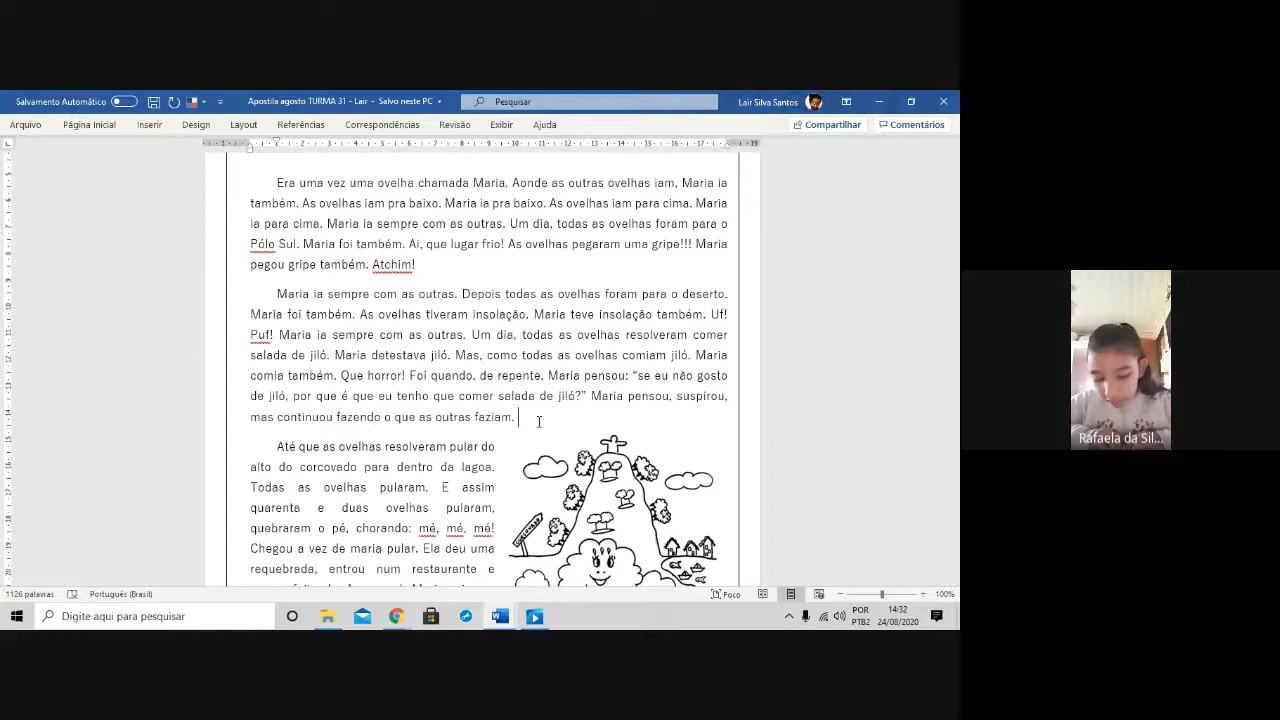 Salvamento Automático
Apostila agosto TURMA 31 - Lair - Salvo neste PC
Pesquisar
Lair Silva Santos
Arquivo Página Inicial Inserir Design Layout Referências Correspondências Revisão Exibir Ajuda
Compartilhar Comentários
Era uma vez uma ovelha chamada Maria. Aonde as outras ovelhas iam, Maria ia
também. As ovelhas iam pra baixo. Maria ia pra baixo. As ovelhas iam para cima. Maria
ia para cima. Maria ia sempre com as outras. Um dia, todas as ovelhas foram para o
Pólo Sul. Maria foi também. Ai, que lugar frio! As ovelhas pegaram uma gripe!!! Maria
pegou gripe também. Atchim!
Maria ia sempre com as outras. Depois todas as ovelhas foram para o deserto.
Maria foi também. As ovelhas tiveram insolação. Maria teve insolação também. Uf!
Puf! Maria ia sempre com as outras. Um dia, todas as ovelhas resolveram comer
salada de jiló. Maria detestava jiló. Mas, como todas as ovelhas comiam jiló. Maria
comia também. Que horror! Foi quando, de repente, Maria pensou: “se eu não gosto
de jiló, por que é que eu tenho que comer salada de jiló?” Maria pensou, suspirou,
mas continuou fazendo o que as outras faziam.
Até que as ovelhas resolveram pular do
alto do corcovado para dentro da lagoa.
Todas as ovelhas pularam. E assim
quarenta e duas ovelhas pularam,
quebraram o pé, chorando: mé, mé, mé!
Chegou a vez de maria pular. Ela deu uma
requebrada, entrou num restaurante e
1126 palavras Português (Brasil) Foco 100%
Digite aqui para pesquisar
POR 14:32
PTB2 24/08/2020
Rafaela da Sil...